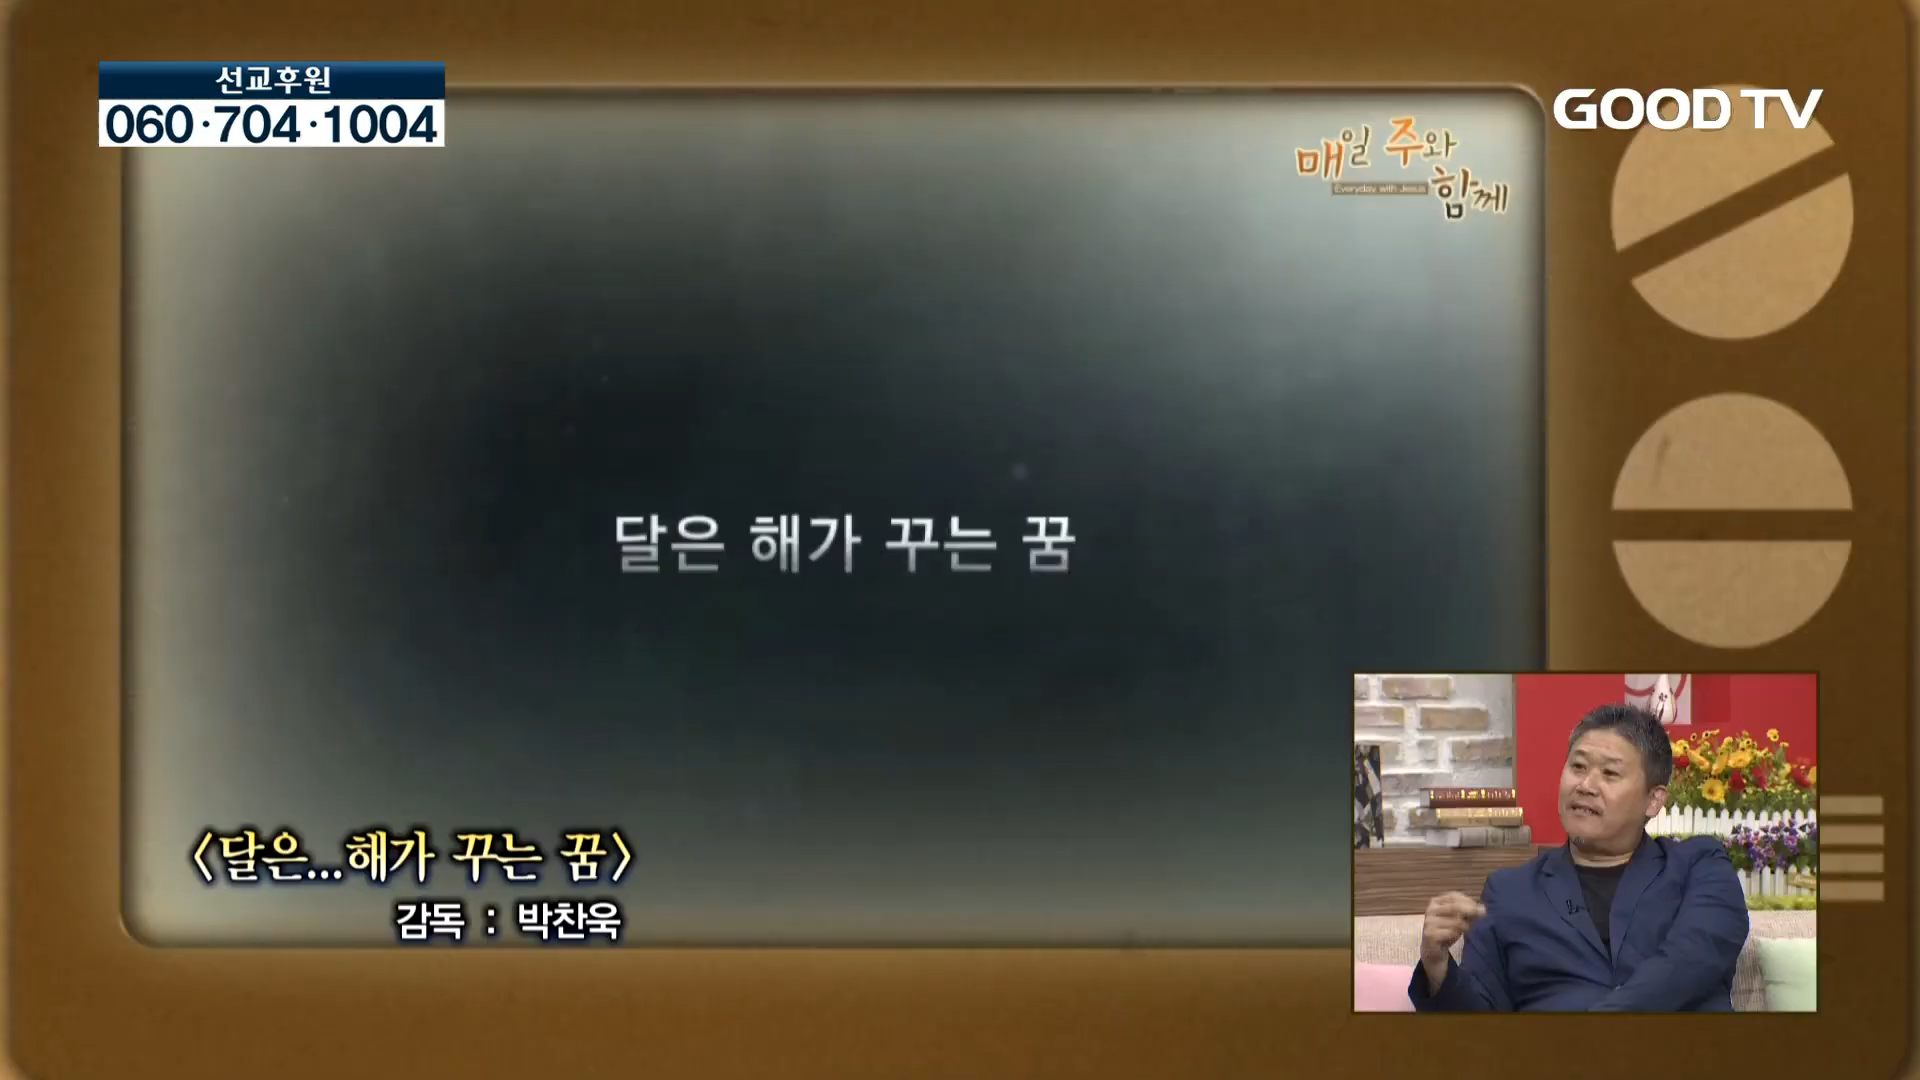 선교후원
060·704·1004
GOOD TV
매일 주와 함께
Everyday with Jesus
달은 해가 꾸는 꿈
〈달은...해가 꾸는 꿈〉
감독 : 박찬욱